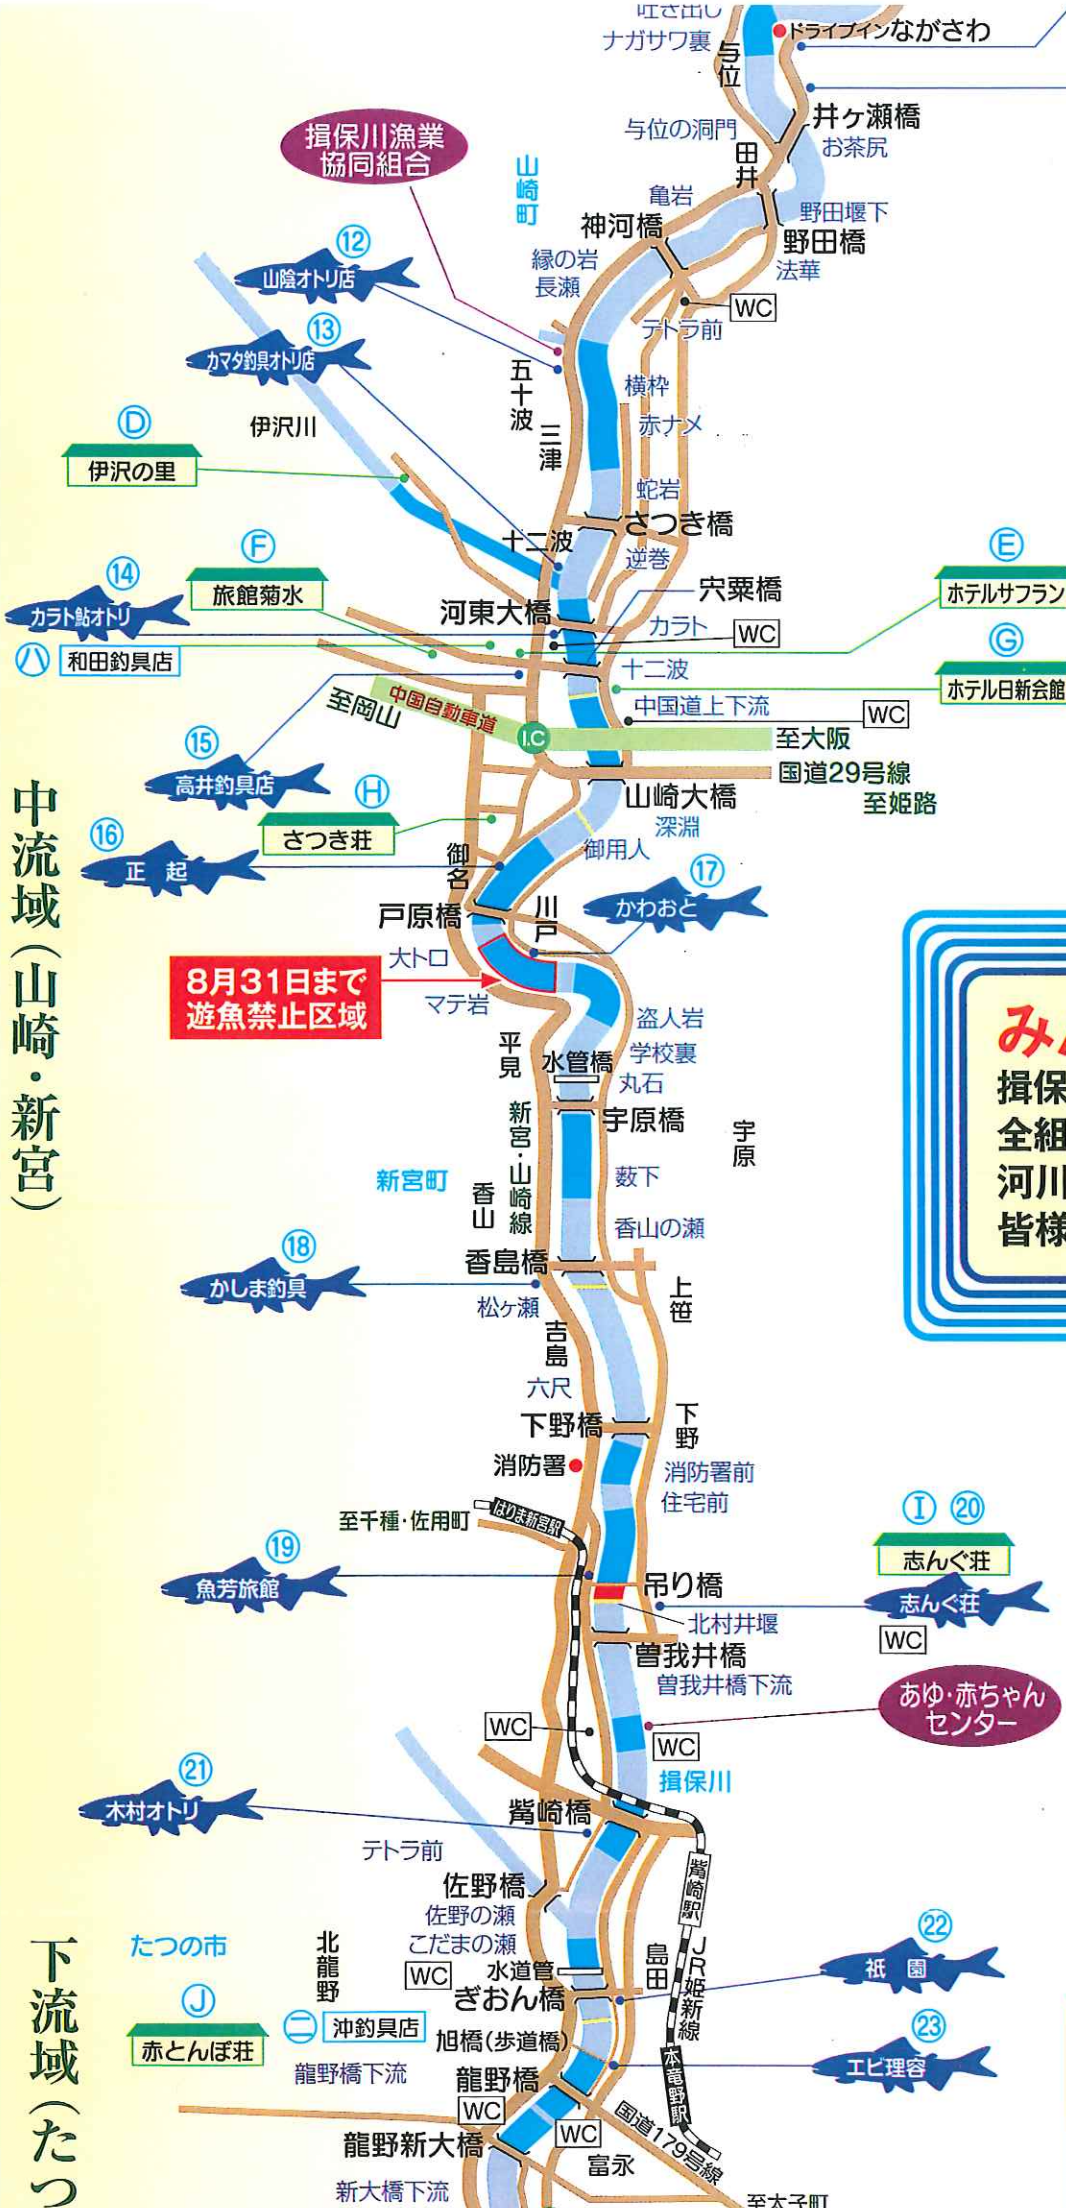 吐き出し
ナガサワ裏
与位
ドライブインながさわ
揖保川漁業
協同組合
与位の洞門
井ヶ瀬橋
お茶尻
田井
山崎町
亀岩
神河橋
野田堰下
野田橋
法華
縁の岩
長瀬
WC
テトラ前
⑫
山陰オトリ店
⑬
カマタ釣具オトリ店
五十波
横枠
赤ナメ
三津
伊沢川
Ⓓ
伊沢の里
蛇岩
さつき橋
十二波
逆巻
Ⓕ
旅館菊水
Ⓔ
ホテルサフラン
⑭
カラト鮎オトリ
河東大橋
宍粟橋
カラト
WC
ハ
和田釣具店
十二波
Ⓖ
ホテル日新会館
中国道上下流
WC
至岡山
中国自動車道
I.C
至大阪
国道29号線
至姫路
⑮
高井釣具店
山崎大橋
深淵
Ⓗ
さつき荘
御用人
⑯
正起
御名
⑰
かわおと
戸原橋
川戸
大トロ
8月31日まで
遊魚禁止区域
マテ岩
盗人岩
学校裏
丸石
平見
水管橋
宇原橋
宇原
新宮・山崎線
新宮町
薮下
香山
香山の瀬
香島橋
⑱
かしま釣具
松ヶ瀬
上笹
吉島
六尺
下野橋
下野
消防署
消防署前
住宅前
至千種・佐用町
はりま新宮駅
⑲
魚芳旅館
吊り橋
北村井堰
Ⓘ ⑳
志んぐ荘
志んぐ荘
WC
曽我井橋
曽我井橋下流
あゆ・赤ちゃん
センター
WC
WC
揖保川
㉑
木村オトリ
觜崎橋
テトラ前
觜崎駅
佐野橋
佐野の瀬
こだまの瀬
WC
水道管
ぎおん橋
島田
JR姫新線
㉒
祇園
たつの市
北龍野
Ⓙ
赤とんぼ荘
ニ
沖釣具店
旭橋(歩道橋)
㉓
エビ理容
龍野橋下流
龍野橋
WC
本竜野駅
WC
国道179号線
龍野新大橋
富永
新大橋下流
至太子町
中流域(山崎・新宮)
下流域(たつ
み
揖保
全組
河川
皆様